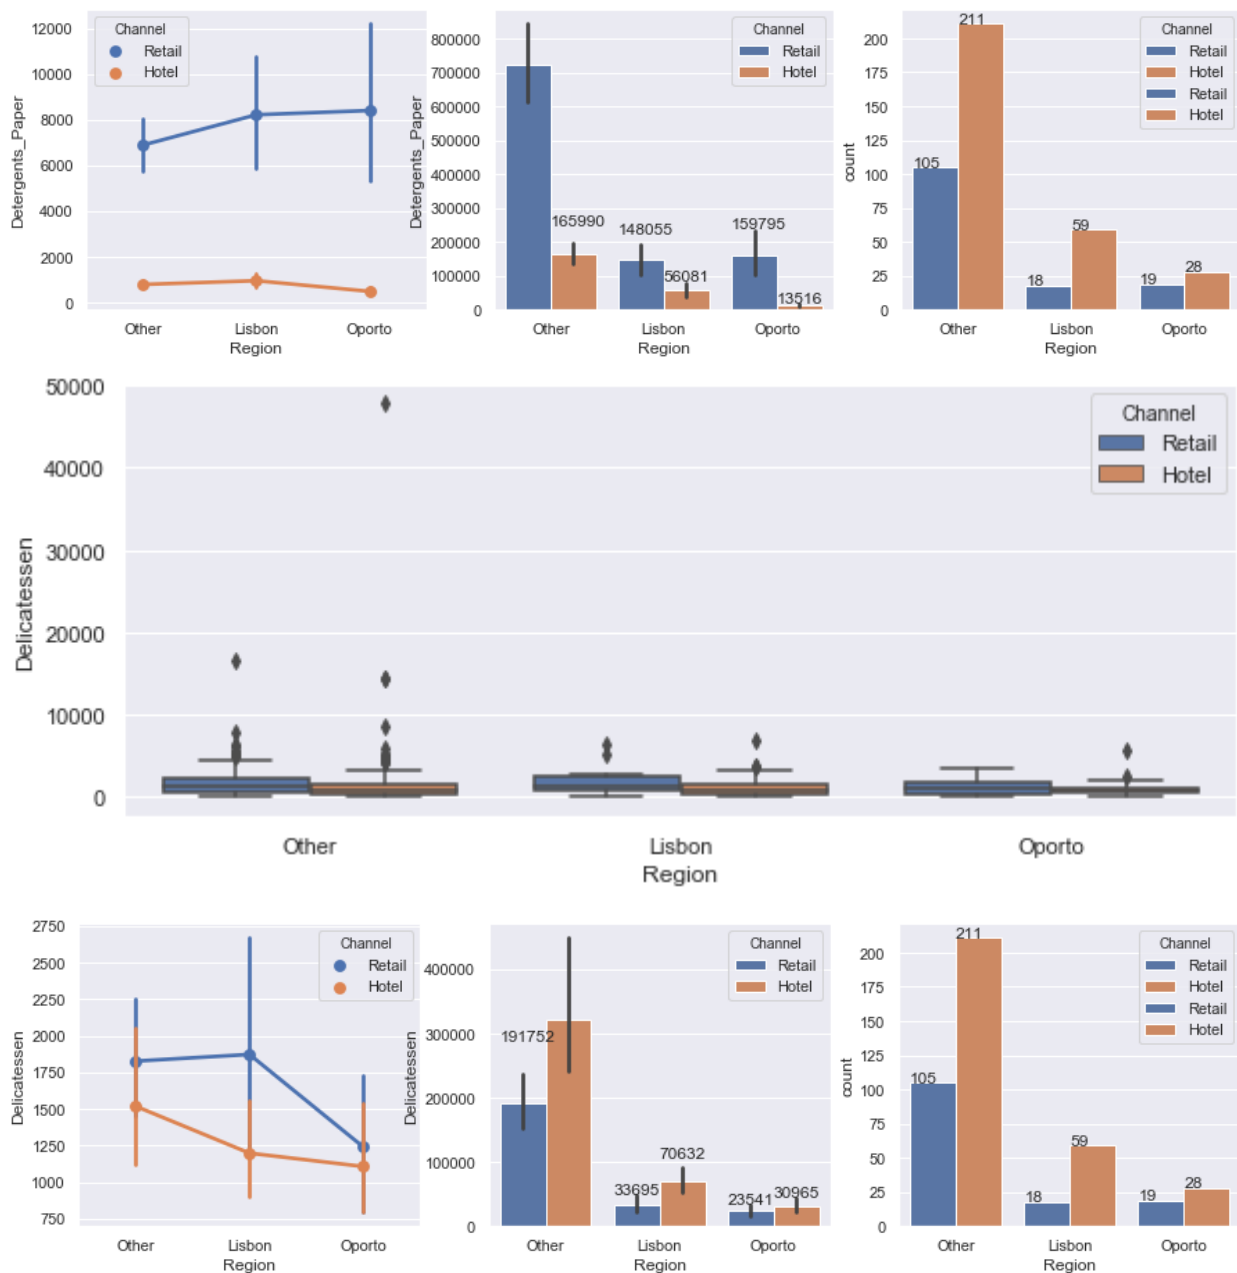 Detergents_Paper
12000
10000
8000
6000
4000
2000
0
Channel
Retail
Hotel
Other Lisbon Oporto
Region
Detergents_Paper
800000
700000
600000
500000
400000
300000
200000
100000
0
Channel
Retail
Hotel
165990
148055
56081
159795
13516
Other Lisbon Oporto
Region
count
200
175
150
125
100
75
50
25
0
Channel
Retail
Hotel
Retail
Hotel
105
211
18
59
19
28
Other Lisbon Oporto
Region
Delicatessen
50000
40000
30000
20000
10000
0
Channel
Retail
Hotel
Other Lisbon Oporto
Region
Delicatessen
2750
2500
2250
2000
1750
1500
1250
1000
750
Channel
Retail
Hotel
Other Lisbon Oporto
Region
Delicatessen
400000
300000
200000
100000
0
Channel
Retail
Hotel
191752
33695
70632
23541
30965
Other Lisbon Oporto
Region
count
200
175
150
125
100
75
50
25
0
Channel
Retail
Hotel
Retail
Hotel
105
211
18
59
19
28
Other Lisbon Oporto
Region